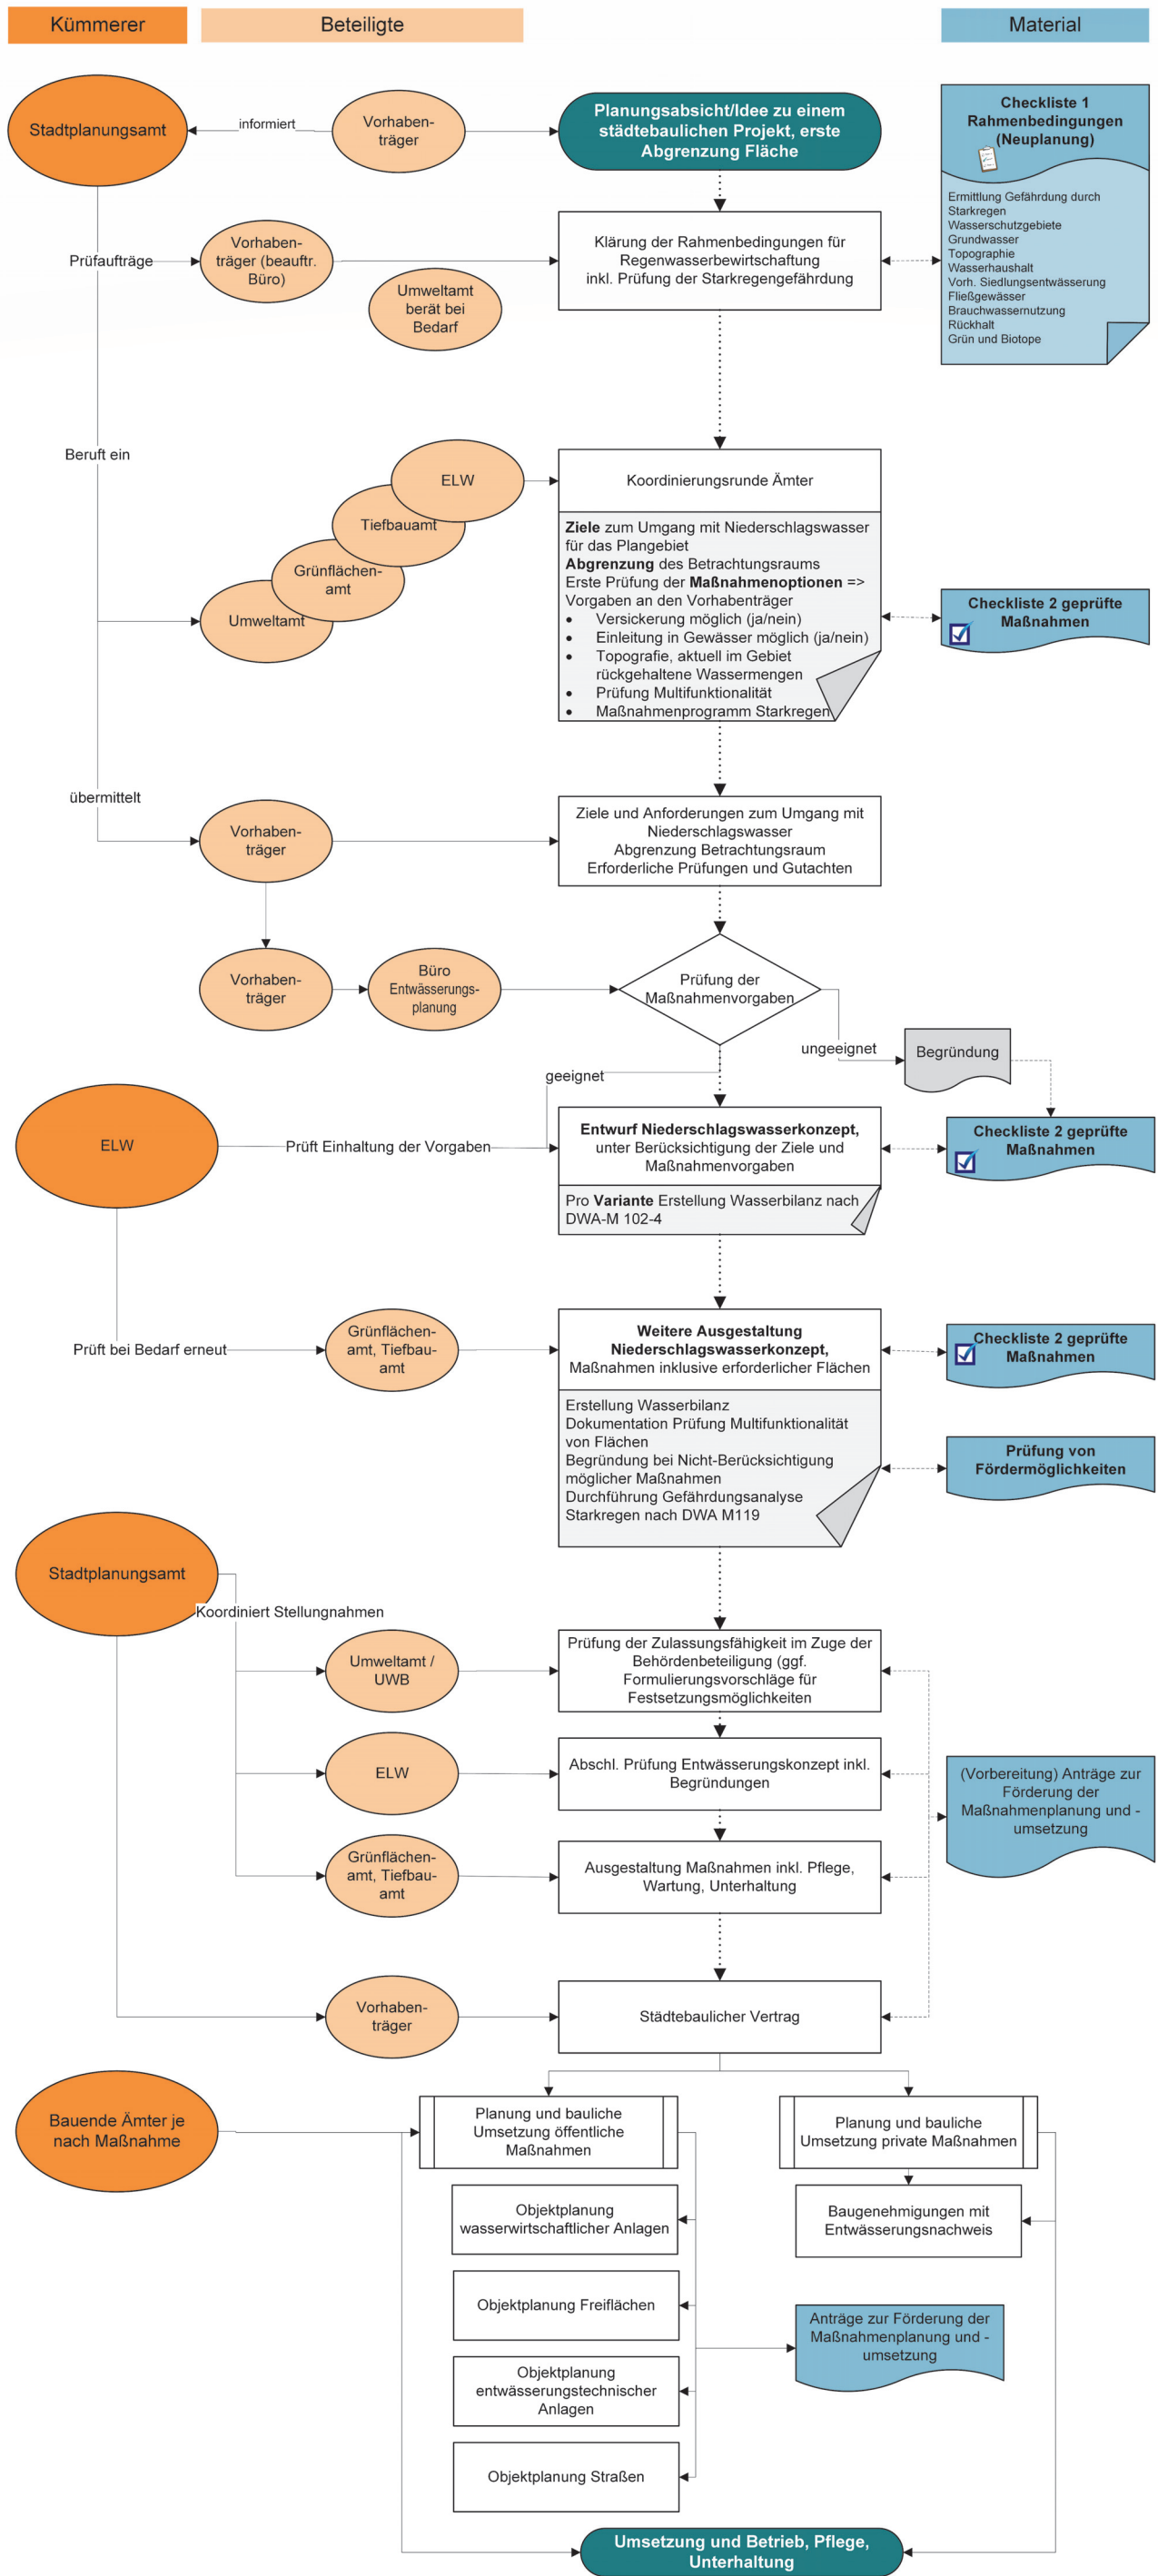 Kümmerer
Beteiligte
Material
Stadtplanungsamt
informiert
Vorhaben-
träger
Planungsabsicht/Idee zu einem
städtebaulichen Projekt, erste
Abgrenzung Fläche
Checkliste 1
Rahmenbedingungen
(Neuplanung)
Ermittlung Gefährdung durch
Starkregen
Wasserschutzgebiete
Grundwasser
Topographie
Wasserhaushalt
Vorh. Siedlungsentwässerung
Fließgewässer
Brauchwassernutzung
Rückhalt
Grün und Biotope
Prüfaufträge
Vorhaben-
träger (beauftr.
Büro)
Umweltamt
berät bei
Bedarf
Klärung der Rahmenbedingungen für
Regenwasserbewirtschaftung
inkl. Prüfung der Starkregengefährdung
Beruft ein
ELW
Tiefbauamt
Grünflächen-
amt
Umweltamt
Koordinierungsrunde Ämter
Ziele zum Umgang mit Niederschlagswasser
für das Plangebiet
Abgrenzung des Betrachtungsraums
Erste Prüfung der Maßnahmenoptionen =>
Vorgaben an den Vorhabenträger
• Versickerung möglich (ja/nein)
• Einleitung in Gewässer möglich (ja/nein)
• Topografie, aktuell im Gebiet
rückgehaltene Wassermengen
• Prüfung Multifunktionalität
• Maßnahmenprogramm Starkregen
Checkliste 2 geprüfte
Maßnahmen
übermittelt
Vorhaben-
träger
Ziele und Anforderungen zum Umgang mit
Niederschlagswasser
Abgrenzung Betrachtungsraum
Erforderliche Prüfungen und Gutachten
Vorhaben-
träger
Büro
Entwässerungs-
planung
Prüfung der
Maßnahmenvorgaben
ungeeignet
Begründung
geeignet
ELW
Prüft Einhaltung der Vorgaben
Entwurf Niederschlagswasserkonzept,
unter Berücksichtigung der Ziele und
Maßnahmenvorgaben
Pro Variante Erstellung Wasserbilanz nach
DWA-M 102-4
Checkliste 2 geprüfte
Maßnahmen
Prüft bei Bedarf erneut
Grünflächen-
amt, Tiefbau-
amt
Weitere Ausgestaltung
Niederschlagswasserkonzept,
Maßnahmen inklusive erforderlicher Flächen
Erstellung Wasserbilanz
Dokumentation Prüfung Multifunktionalität
von Flächen
Begründung bei Nicht-Berücksichtigung
möglicher Maßnahmen
Durchführung Gefährdungsanalyse
Starkregen nach DWA M119
Checkliste 2 geprüfte
Maßnahmen
Prüfung von
Fördermöglichkeiten
Stadtplanungsamt
Koordiniert Stellungnahmen
Umweltamt /
UWB
Prüfung der Zulassungsfähigkeit im Zuge der
Behördenbeteiligung (ggf.
Formulierungsvorschläge für
Festsetzungsmöglichkeiten
ELW
Abschl. Prüfung Entwässerungskonzept inkl.
Begründungen
(Vorbereitung) Anträge zur
Förderung der
Maßnahmenplanung und -
umsetzung
Grünflächen-
amt, Tiefbau-
amt
Ausgestaltung Maßnahmen inkl. Pflege,
Wartung, Unterhaltung
Vorhaben-
träger
Städtebaulicher Vertrag
Bauende Ämter je
nach Maßnahme
Planung und bauliche
Umsetzung öffentliche
Maßnahmen
Planung und bauliche
Umsetzung private Maßnahmen
Objektplanung
wasserwirtschaftlicher Anlagen
Baugenehmigungen mit
Entwässerungsnachweis
Objektplanung Freiflächen
Anträge zur Förderung der
Maßnahmenplanung und -
umsetzung
Objektplanung
entwässerungstechnischer
Anlagen
Objektplanung Straßen
Umsetzung und Betrieb, Pflege,
Unterhaltung